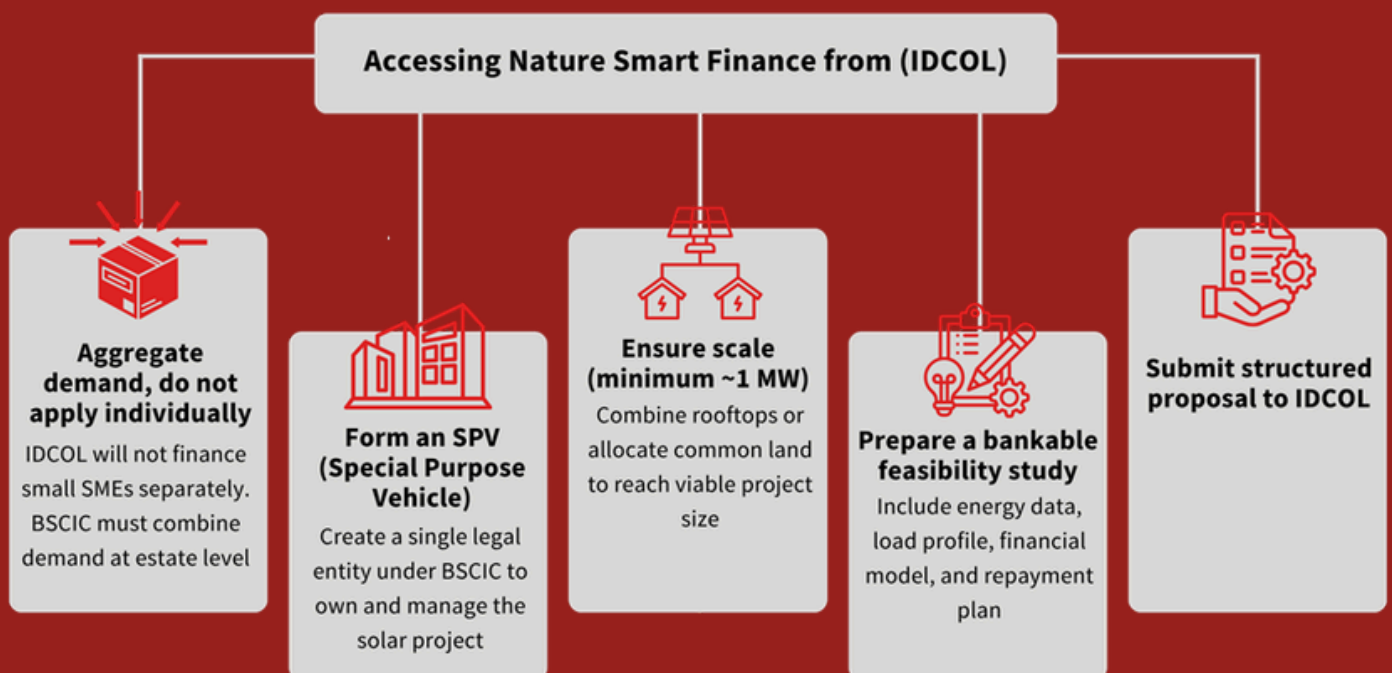 Accessing Nature Smart Finance from (IDCOL)
Aggregate
demand, do not
apply individually
IDCOL will not finance
small SMEs separately.
BSCIC must combine
demand at estate level
Form an SPV
(Special Purpose
Vehicle)
Create a single legal
entity under BSCIC to
own and manage the
solar project
Ensure scale
(minimum ~1 MW)
Combine rooftops or
allocate common land
to reach viable project
size
Prepare a bankable
feasibility study
Include energy data,
load profile, financial
model, and repayment
plan
Submit structured
proposal to IDCOL